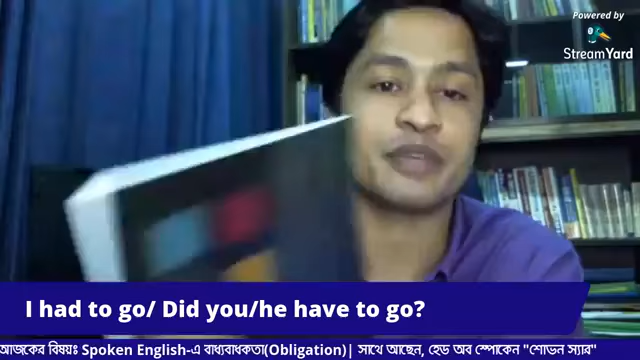 Powered by
StreamYard
I had to go/ Did you/he have to go?
আজকের বিষয়ঃ Spoken English-এ বাধ্যবাধকতা(Obligation)| সাথে আছেন, হেড অব স্পোকেন "শোভন স্যার"